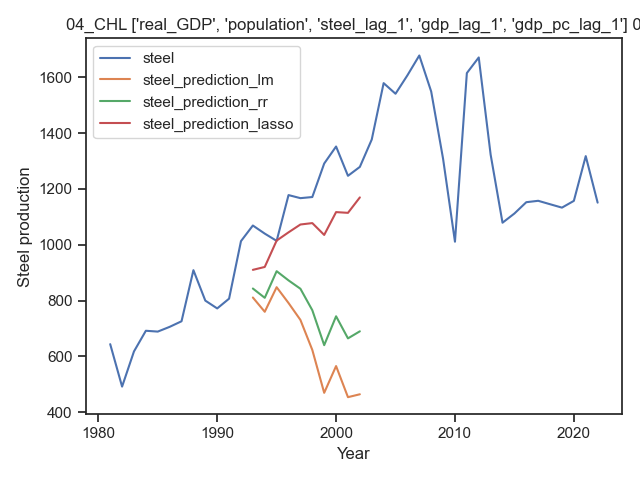 04_CHL ['real_GDP', 'population', 'steel_lag_1', 'gdp_lag_1', 'gdp_pc_lag_1'] 0
steel
steel_prediction_lm
steel_prediction_rr
steel_prediction_lasso
Steel production
1600
1400
1200
1000
800
600
400
1980
1990
2000
2010
2020
Year